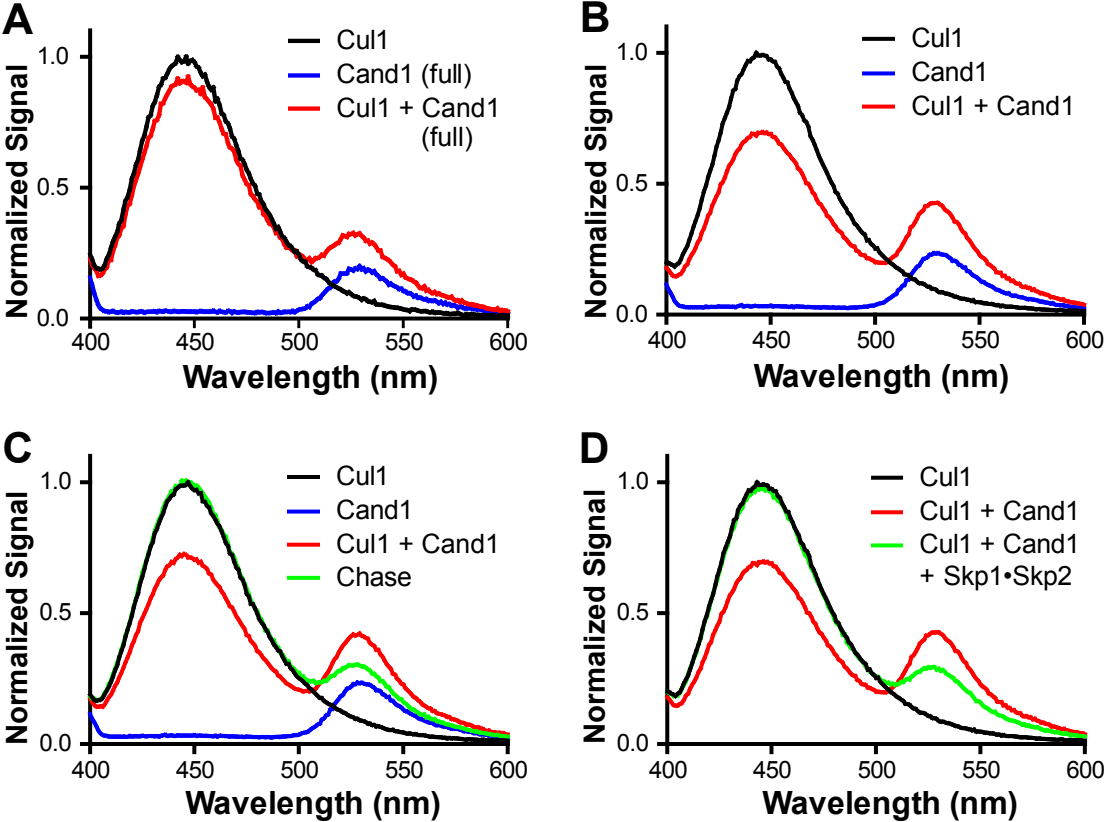 A
Normalized Signal
1.0
0.5
0.0
400 450 500 550 600
Wavelength (nm)
Cul1
Cand1 (full)
Cul1 + Cand1
(full)
B
Normalized Signal
1.0
0.5
0.0
400 450 500 550 600
Wavelength (nm)
Cul1
Cand1
Cul1 + Cand1
C
Normalized Signal
1.0
0.5
0.0
400 450 500 550 600
Wavelength (nm)
Cul1
Cand1
Cul1 + Cand1
Chase
D
Normalized Signal
1.0
0.5
0.0
400 450 500 550 600
Wavelength (nm)
Cul1
Cul1 + Cand1
Cul1 + Cand1
+ Skp1•Skp2